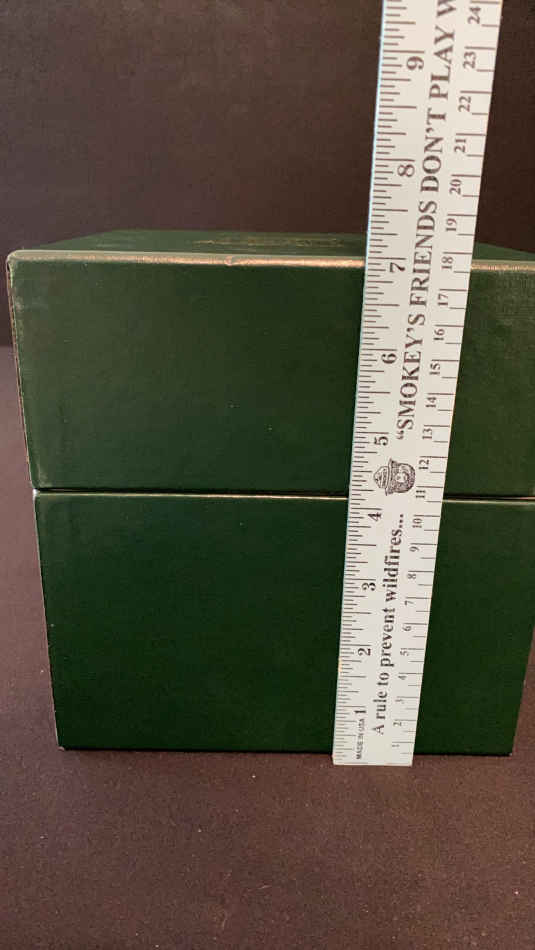 1 2 3 4 5 6 7 8 9
MADE IN USA
A rule to prevent wildfires...
"SMOKEY'S FRIENDS DON'T PLAY W
1 2 3 4 5 6 7 8 9 10 11 12 13 14 15 16 17 18 19 20 21 22 23 24